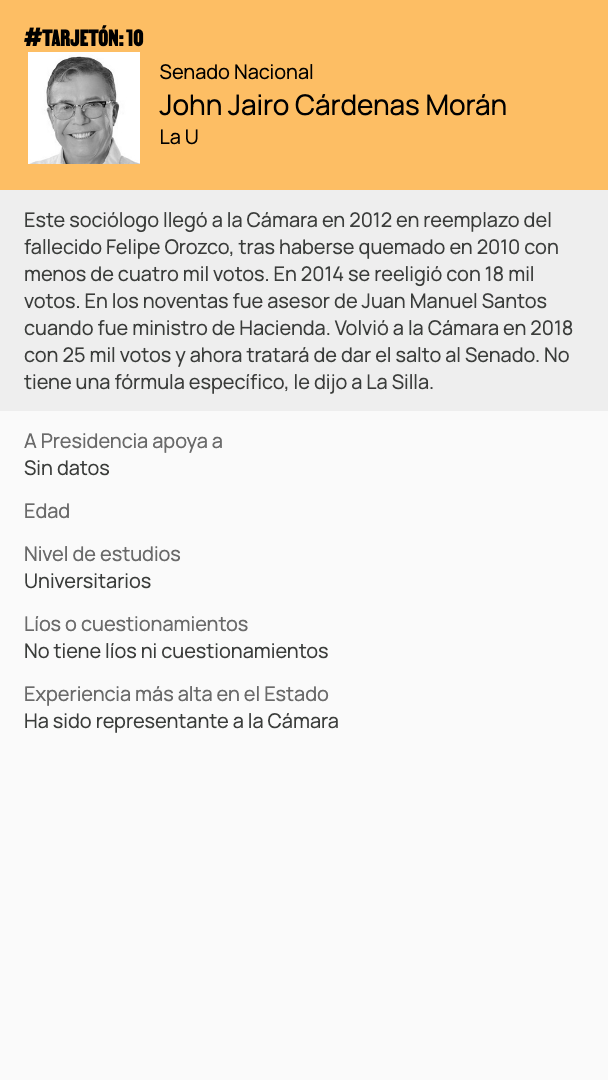 #TARJETÓN: 10
Senado Nacional
John Jairo Cárdenas Morán
La U
Este sociólogo llegó a la Cámara en 2012 en reemplazo del
fallecido Felipe Orozco, tras haberse quemado en 2010 con
menos de cuatro mil votos. En 2014 se reeligió con 18 mil
votos. En los noventas fue asesor de Juan Manuel Santos
cuando fue ministro de Hacienda. Volvió a la Cámara en 2018
con 25 mil votos y ahora tratará de dar el salto al Senado. No
tiene una fórmula específico, le dijo a La Silla.
A Presidencia apoya a
Sin datos
Edad
Nivel de estudios
Universitarios
Líos o cuestionamientos
No tiene líos ni cuestionamientos
Experiencia más alta en el Estado
Ha sido representante a la Cámara